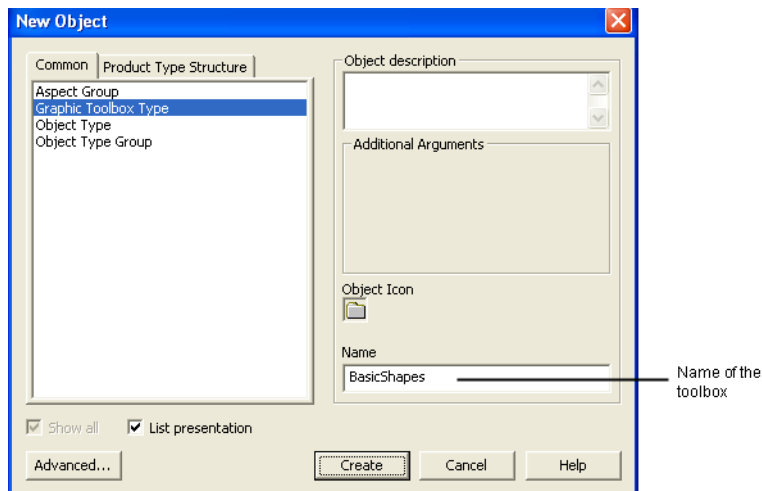 New Object
Common
Product Type Structure
Aspect Group
Graphic Toolbox Type
Object Type
Object Type Group
Object description
Additional Arguments
Object Icon
Name
BasicShapes
Name of the
toolbox
Show all
List presentation
Advanced...
Create
Cancel
Help